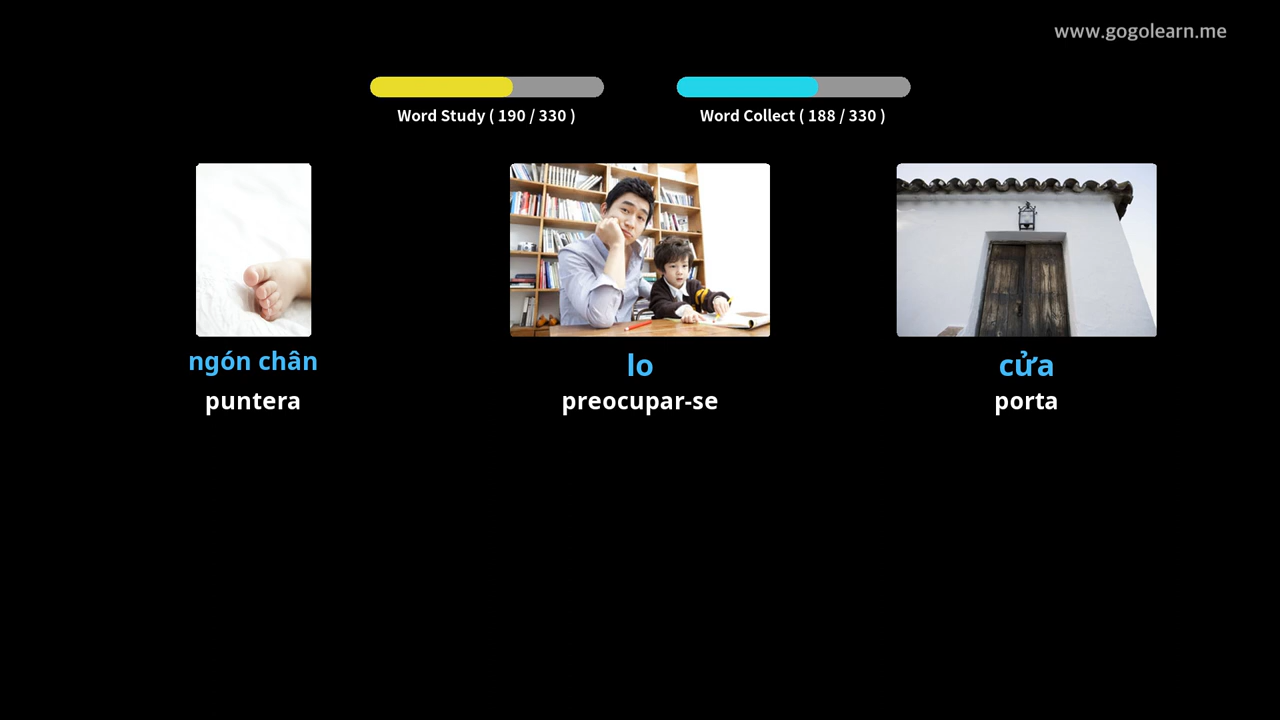 www.gogolearn.me
Word Study ( 190 / 330 )
Word Collect ( 188 / 330 )
ngón chân
puntera
lo
preocupar-se
cửa
porta